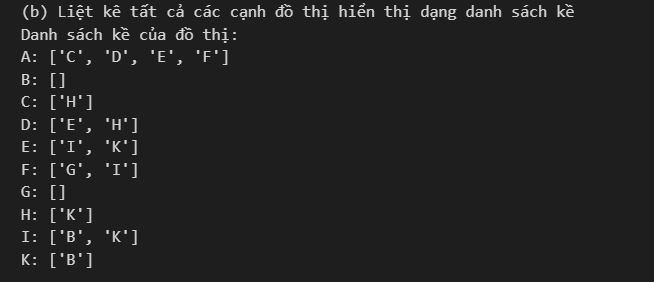 (b) Liệt kê tất cả các cạnh đồ thị hiển thị dạng danh sách kề
Danh sách kề của đồ thị:
A: ['C', 'D', 'E', 'F']
B: []
C: ['H']
D: ['E', 'H']
E: ['I', 'K']
F: ['G', 'I']
G: []
H: ['K']
I: ['B', 'K']
K: ['B']